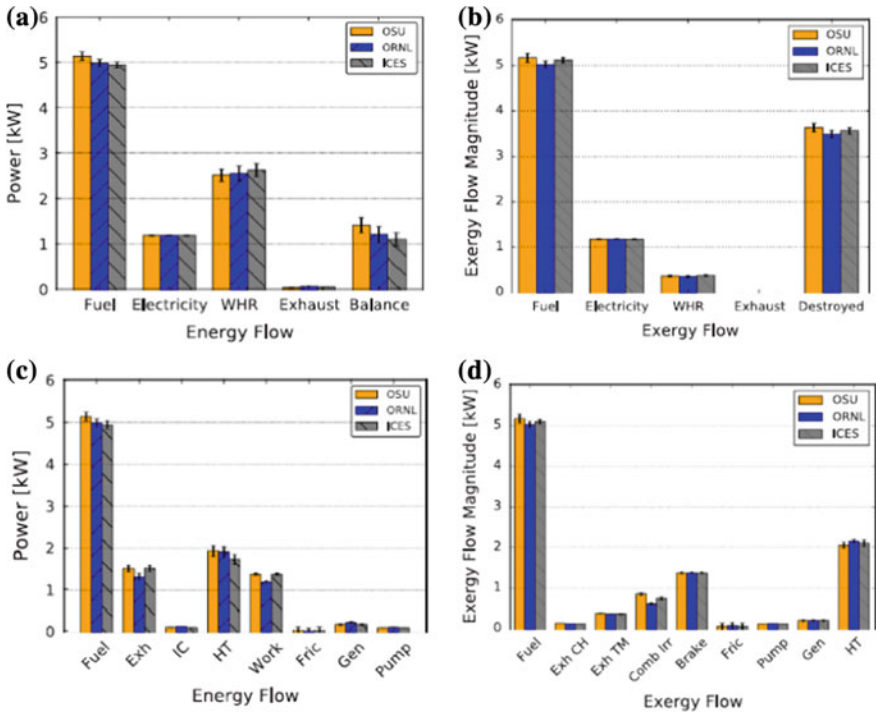 (a)
6
5
4
3
2
1
0
Power [kW]
OSU
ORNL
ICES
Fuel Electricity WHR Exhaust Balance
Energy Flow
(b)
6
5
4
3
2
1
0
Exergy Flow Magnitude [kW]
OSU
ORNL
ICES
Fuel Electricity WHR Exhaust Destroyed
Exergy Flow
(c)
6
5
4
3
2
1
0
Power [kW]
OSU
ORNL
ICES
Fuel Exh IC HT Work Fric Gen Pump
Energy Flow
(d)
6
5
4
3
2
1
0
Exergy Flow Magnitude [kW]
OSU
ORNL
ICES
Fuel Exh CH Exh TM Comb Irr Brake Fric Pump Gen HT
Exergy Flow